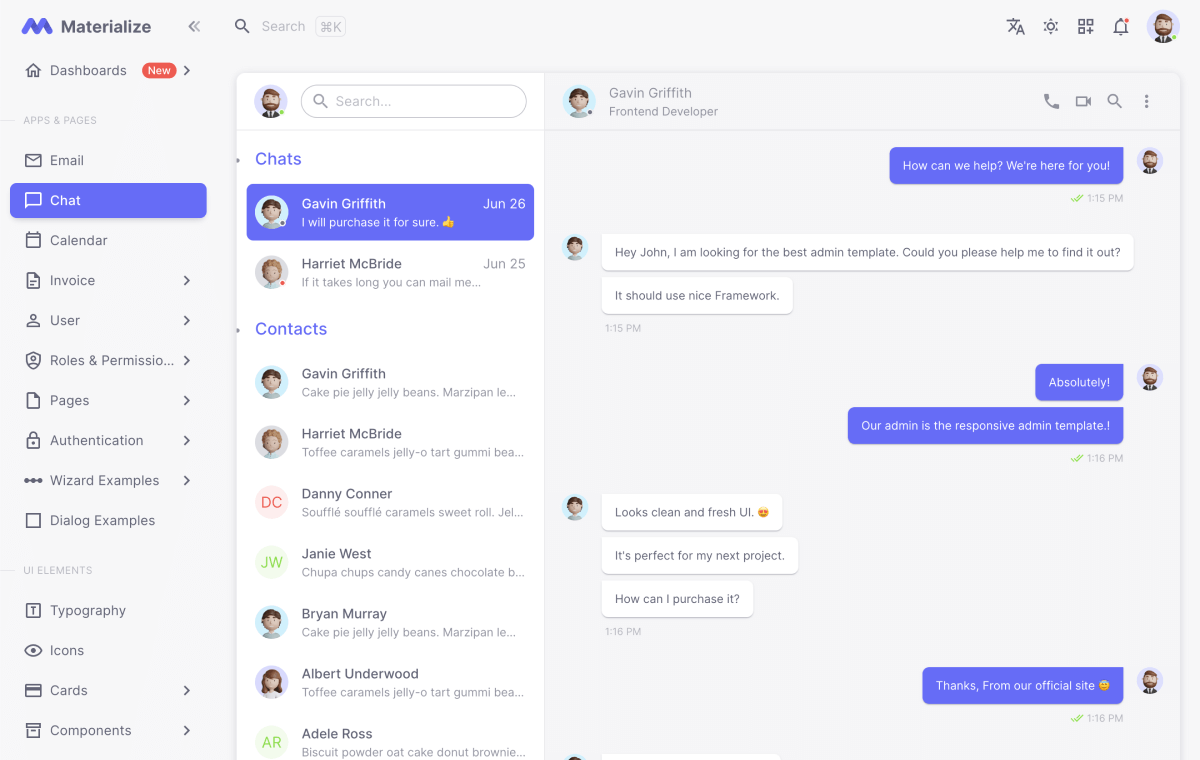 Materialize
Search ⌘K
Dashboards New
APPS & PAGES
Email
Chat
Calendar
Invoice
User
Roles & Permissio...
Pages
Authentication
Wizard Examples
Dialog Examples
UI ELEMENTS
Typography
Icons
Cards
Components
Search...
Chats
Gavin Griffith Jun 26
I will purchase it for sure. 👍
Harriet McBride Jun 25
If it takes long you can mail me...
Contacts
Gavin Griffith
Cake pie jelly jelly beans. Marzipan le...
Harriet McBride
Toffee caramels jelly-o tart gummi bea...
DC
Danny Conner
Soufflé soufflé caramels sweet roll. Jel...
JW
Janie West
Chupa chups candy canes chocolate b...
Bryan Murray
Cake pie jelly jelly beans. Marzipan le...
Albert Underwood
Toffee caramels jelly-o tart gummi bea...
AR
Adele Ross
Biscuit powder oat cake donut brownie...
Gavin Griffith
Frontend Developer
How can we help? We're here for you!
1:15 PM
Hey John, I am looking for the best admin template. Could you please help me to find it out?
It should use nice Framework.
1:15 PM
Absolutely!
Our admin is the responsive admin template.!
1:16 PM
Looks clean and fresh UI. 😍
It's perfect for my next project.
How can I purchase it?
1:16 PM
Thanks, From our official site 😇
1:16 PM